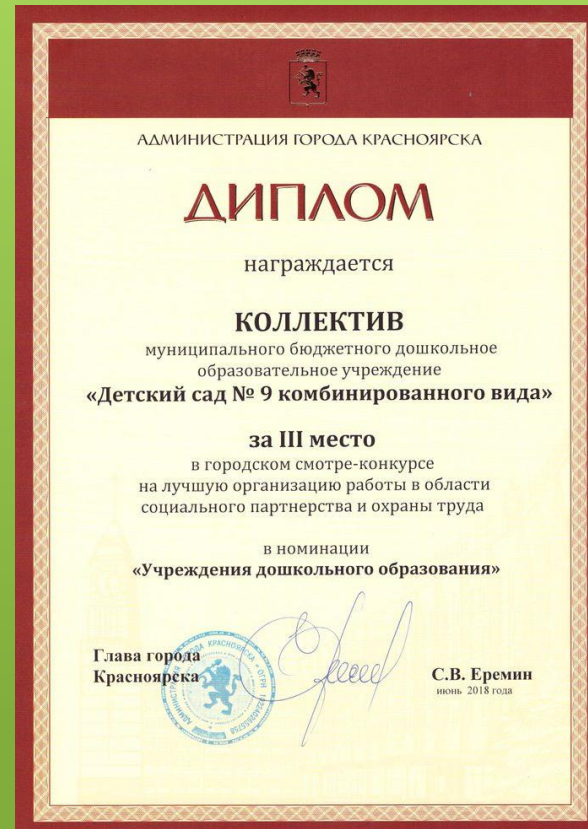 АДМИНИСТРАЦИЯ ГОРОДА КРАСНОЯРСКА
ДИПЛОМ
награждается
КОЛЛЕКТИВ
муниципального бюджетного дошкольное
образовательное учреждение
«Детский сад № 9 комбинированного вида»
за III место
в городском смотре-конкурсе
на лучшую организацию работы в области
социального партнерства и охраны труда
в номинации
«Учреждения дошкольного образования»
Глава города
Красноярска
С.В. Еремин
июнь 2018 года